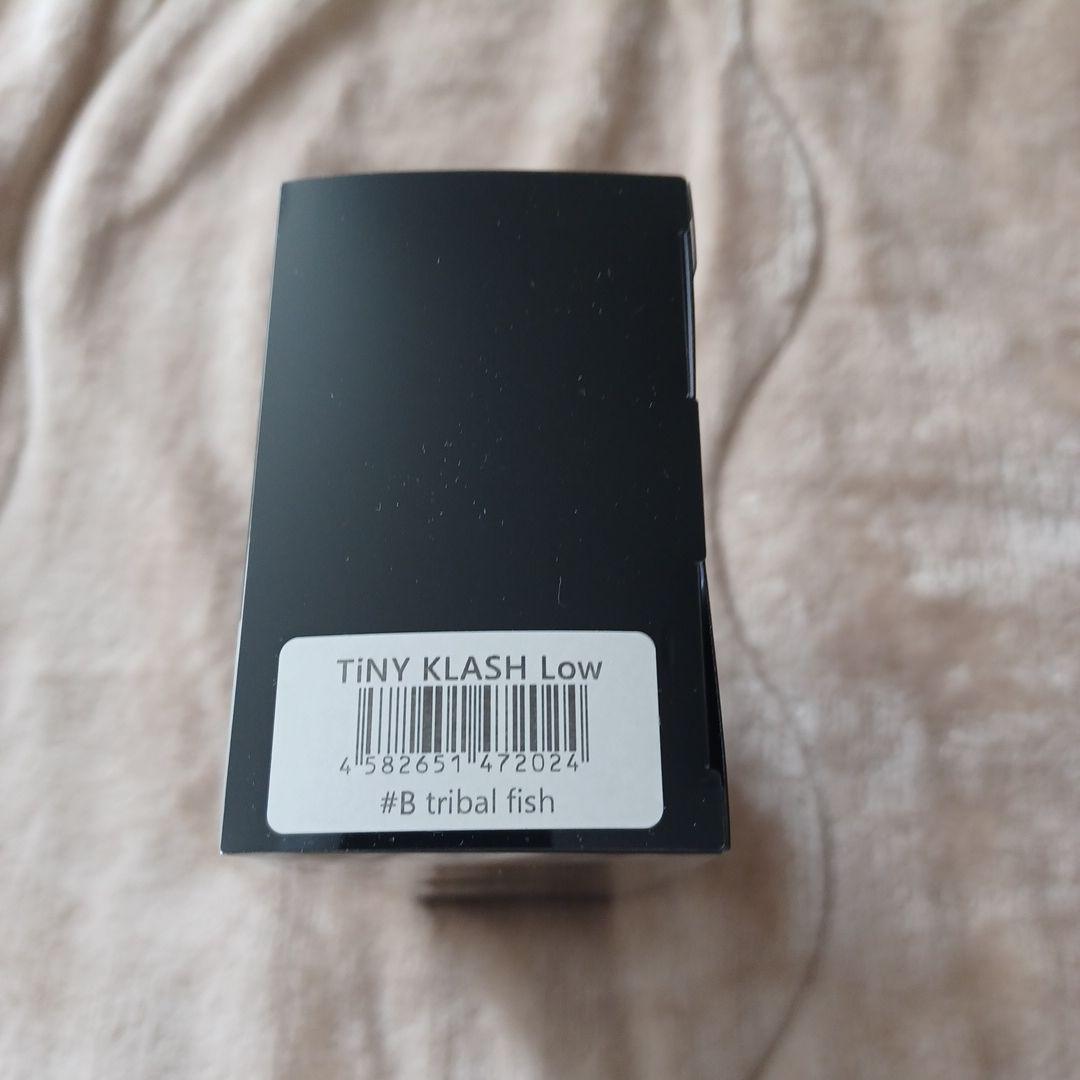 TiNY KLASH Low
4 582651 472024
#B tribal fish